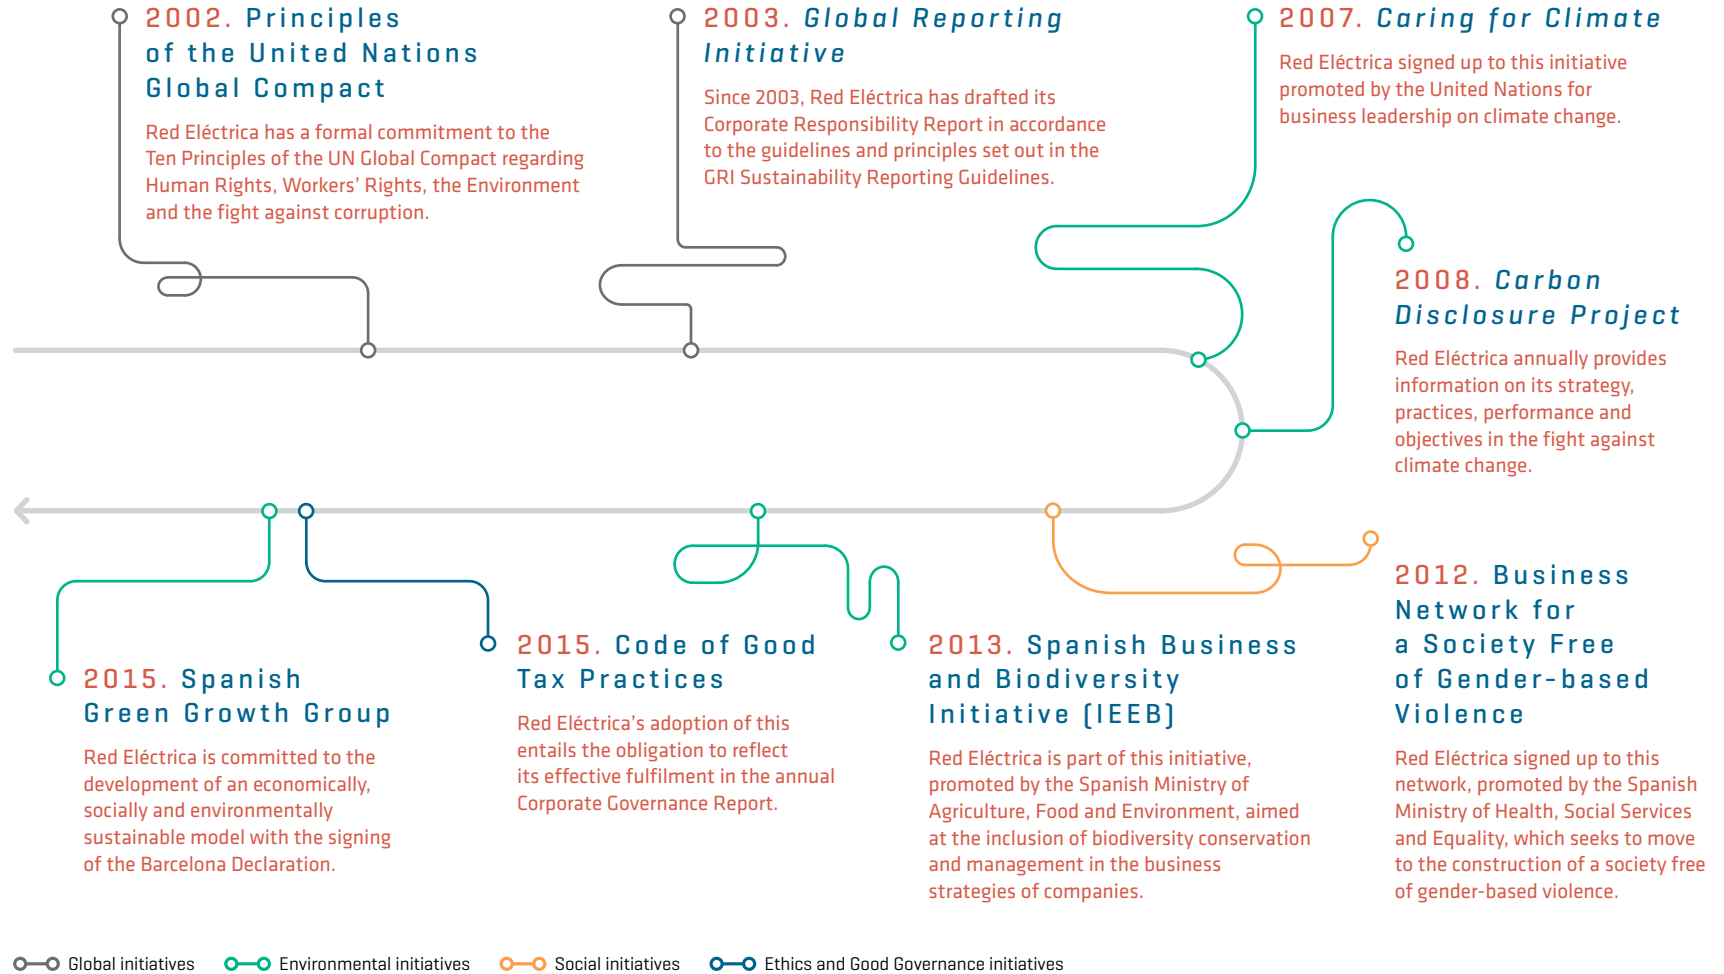 2002. Principles
of the United Nations
Global Compact
Red Eléctrica has a formal commitment to the
Ten Principles of the UN Global Compact regarding
Human Rights, Workers' Rights, the Environment
and the fight against corruption.
2003. Global Reporting
Initiative
Since 2003, Red Eléctrica has drafted its
Corporate Responsibility Report in accordance
to the guidelines and principles set out in the
GRI Sustainability Reporting Guidelines.
2007. Caring for Climate
Red Eléctrica signed up to this initiative
promoted by the United Nations for
business leadership on climate change.
2008. Carbon
Disclosure Project
Red Eléctrica annually provides
information on its strategy,
practices, performance and
objectives in the fight against
climate change.
2012. Business
Network for
a Society Free
of Gender-based
Violence
Red Eléctrica signed up to this
network, promoted by the Spanish
Ministry of Health, Social Services
and Equality, which seeks to move
to the construction of a society free
of gender-based violence.
2013. Spanish Business
and Biodiversity
Initiative (IEEB)
Red Eléctrica is part of this initiative,
promoted by the Spanish Ministry of
Agriculture, Food and Environment, aimed
at the inclusion of biodiversity conservation
and management in the business
strategies of companies.
2015. Code of Good
Tax Practices
Red Eléctrica's adoption of this
entails the obligation to reflect
its effective fulfilment in the annual
Corporate Governance Report.
2015. Spanish
Green Growth Group
Red Eléctrica is committed to the
development of an economically,
socially and environmentally
sustainable model with the signing
of the Barcelona Declaration.
Global initiatives
Environmental initiatives
Social initiatives
Ethics and Good Governance initiatives